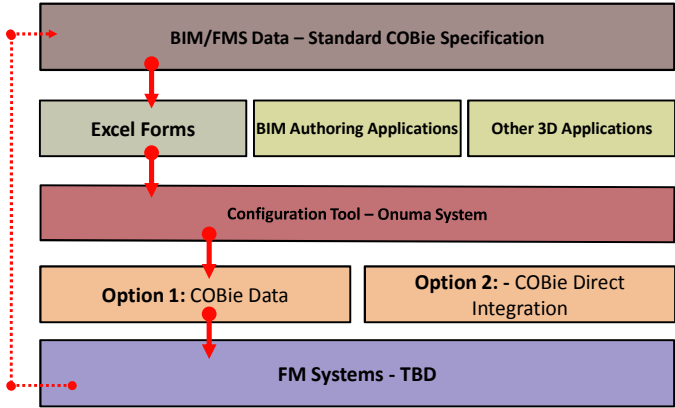 BIM/FMS Data – Standard COBie Specification
Excel Forms
BIM Authoring Applications
Other 3D Applications
Configuration Tool – Onuma System
Option 1: COBie Data
Option 2: - COBie Direct
Integration
FM Systems - TBD